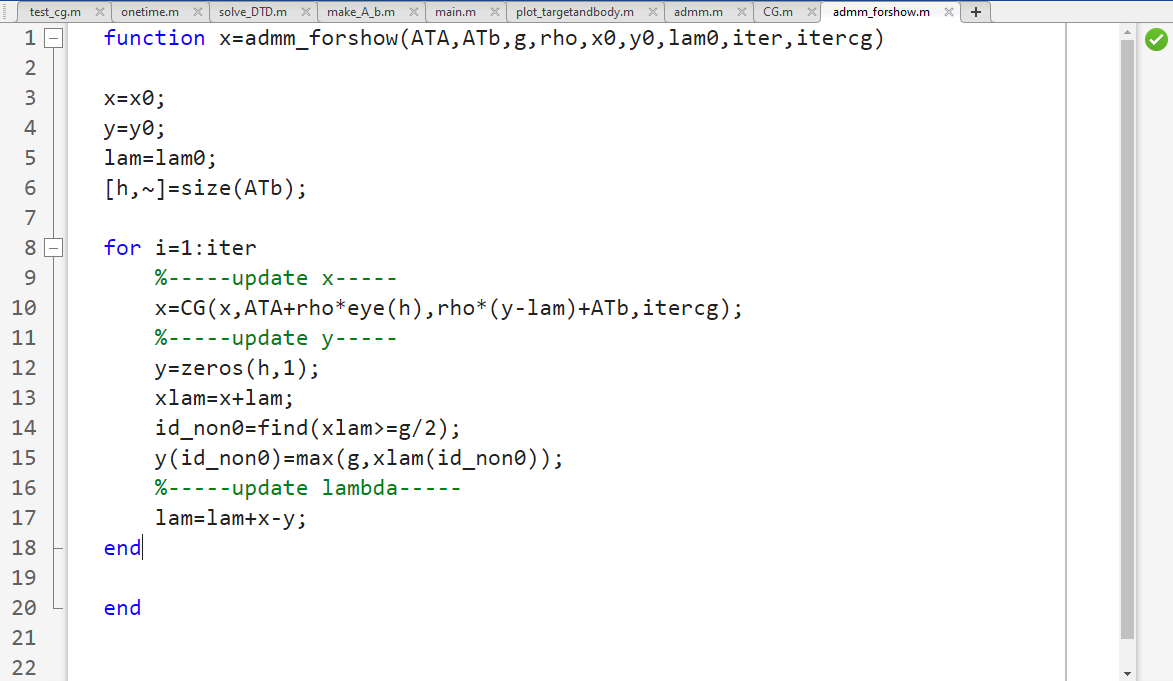 test_cg.m onetime.m solve_DTD.m make_A_b.m main.m plot_targetandbody.m admm.m CG.m admm_forshow.m
1 function x=admm_forshow(ATA,ATb,g,rho,x0,y0,lam0,iter,itercg)
2
3 x=x0;
4 y=y0;
5 lam=lam0;
6 [h,~]=size(ATb);
7
8 for i=1:iter
9 %-----update x-----
10 x=CG(x,ATA+rho*eye(h),rho*(y-lam)+ATb,itercg);
11 %-----update y-----
12 y=zeros(h,1);
13 xlam=x+lam;
14 id_non0=find(xlam>=g/2);
15 y(id_non0)=max(g,xlam(id_non0));
16 %-----update lambda-----
17 lam=lam+x-y;
18 end
19
20 end
21
22